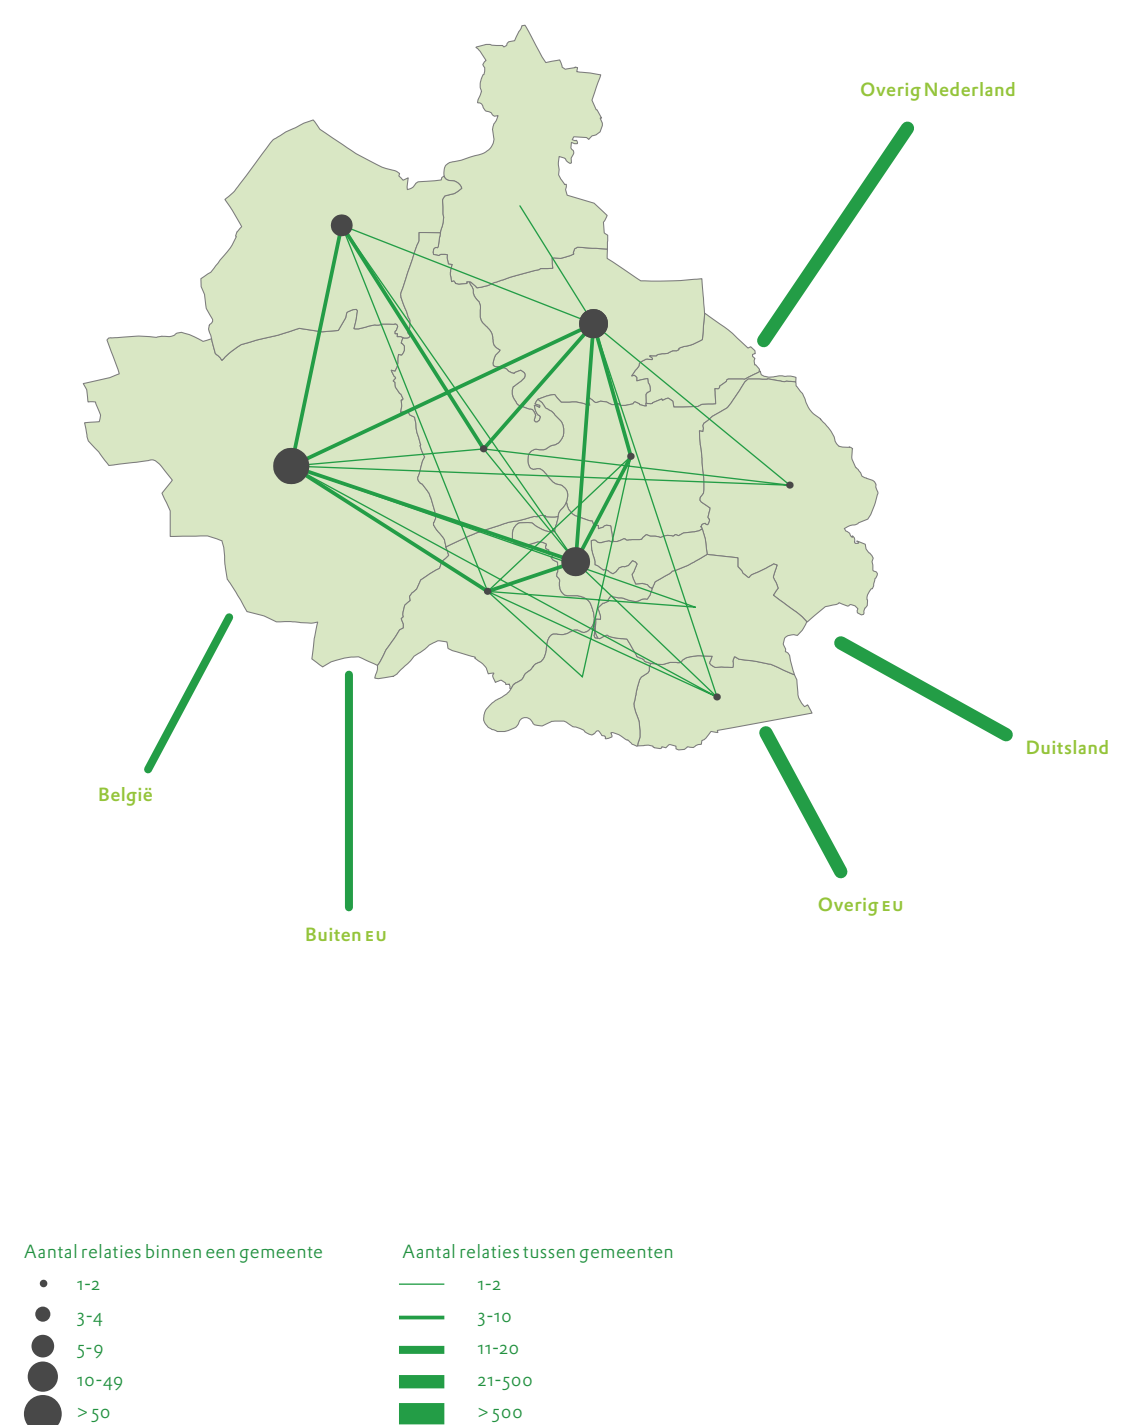 Overig Nederland
Duitsland
België
Overig EU
Buiten EU
Aantal relaties binnen een gemeente
1-2
3-4
5-9
10-49
>50
Aantal relaties tussen gemeenten
1-2
3-10
11-20
21-500
>500